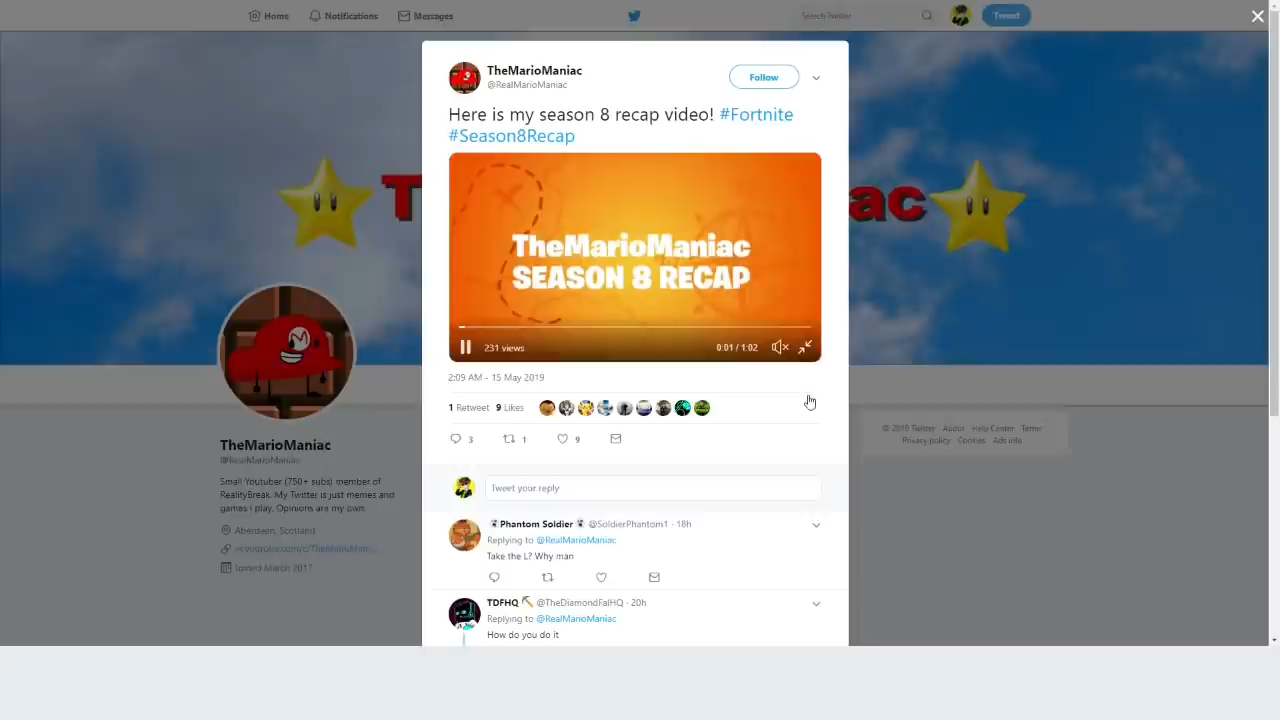 Home
Notifications
Messages
Search Twitter
Tweet
TheMarioManiac
@RealMarioManiac
Follow
Here is my season 8 recap video! #Fortnite
#Season8Recap
TheMarioManiac
SEASON 8 RECAP
231 views
0:01 / 1:02
2:09 AM - 15 May 2019
1 Retweet 9 Likes
3
1
9
Tweet your reply
Phantom Soldier @SoldierPhantom1 · 18h
Replying to @RealMarioManiac
Take the L? Why man
TDFHQ @TheDiamondFalHQ · 20h
Replying to @RealMarioManiac
How do you do it
T
ac
TheMarioManiac
@RealMarioManiac
Small Youtuber (750+ subs) member of
RealityBreak. My Twitter is just memes and
games I play. Opinions are my own.
Aberdeen, Scotland
Joined March 2017
© 2019 Twitter About Help Center Terms
Privacy policy Cookies Ads info